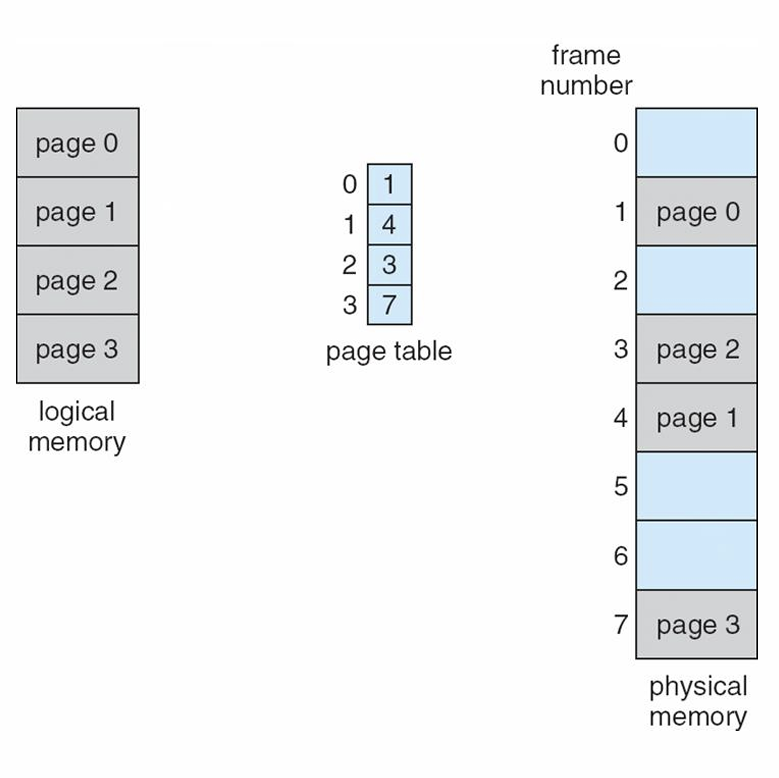 page 0
page 1
page 2
page 3
logical
memory
0 1
1 4
2 3
3 7
page table
frame
number
0
1 page 0
2
3 page 2
4 page 1
5
6
7 page 3
physical
memory